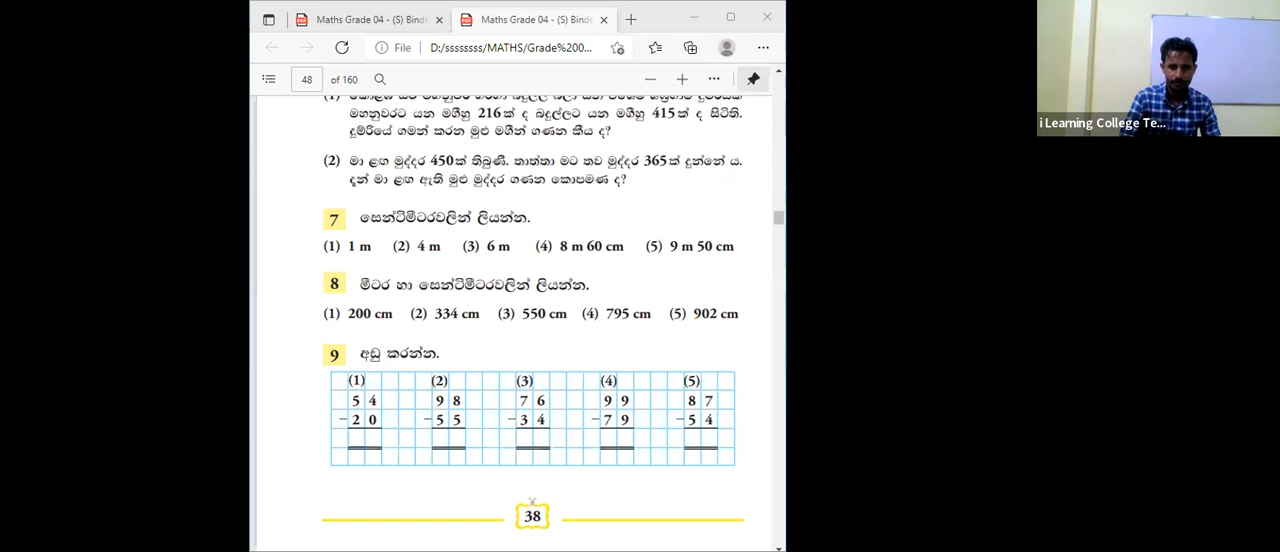 Maths Grade 04 - (S) Binde
Maths Grade 04 - (S) Binde
File
D:/ssssssss/MATHS/Grade%200...
48
of 160
මහනුවරට යන මගීහු 216ක් ද බදුල්ලට යන මගීහු 415ක් ද සිටිති.
දුම්රියේ ගමන් කරන මුළු මගීන් ගණන කීය ද?
(2) මා ළඟ මුද්දර 450ක් තිබුණි. තාත්තා මට තව මුද්දර 365ක් දුන්නේ ය.
දැන් මා ළඟ ඇති මුළු මුද්දර ගණන කොපමණ ද?
7 සෙන්ටිමීටරවලින් ලියන්න.
(1) 1 m (2) 4 m (3) 6 m (4) 8 m 60 cm (5) 9 m 50 cm
8 මීටර හා සෙන්ටිමීටරවලින් ලියන්න.
(1) 200 cm (2) 334 cm (3) 550 cm (4) 795 cm (5) 902 cm
9 අඩු කරන්න.
(1) (2) (3) (4) (5)
5 4 9 8 7 6 9 9 8 7
- 2 0 - 5 5 - 3 4 - 7 9 - 5 4
38
i Learning College Te...